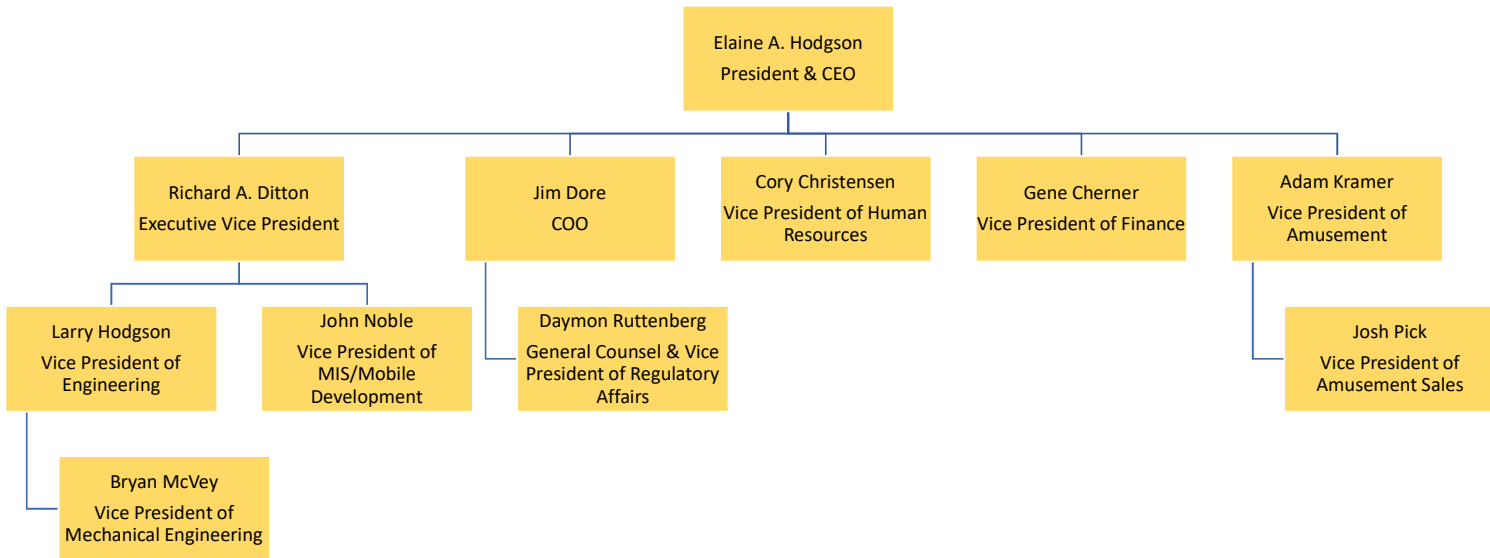 Elaine A. Hodgson
President & CEO
Richard A. Ditton
Executive Vice President
Jim Dore
COO
Cory Christensen
Vice President of Human
Resources
Gene Cherner
Vice President of Finance
Adam Kramer
Vice President of
Amusement
Larry Hodgson
Vice President of
Engineering
John Noble
Vice President of
MIS/Mobile
Development
Daymon Ruttenberg
General Counsel & Vice
President of Regulatory
Affairs
Josh Pick
Vice President of
Amusement Sales
Bryan McVey
Vice President of
Mechanical Engineering